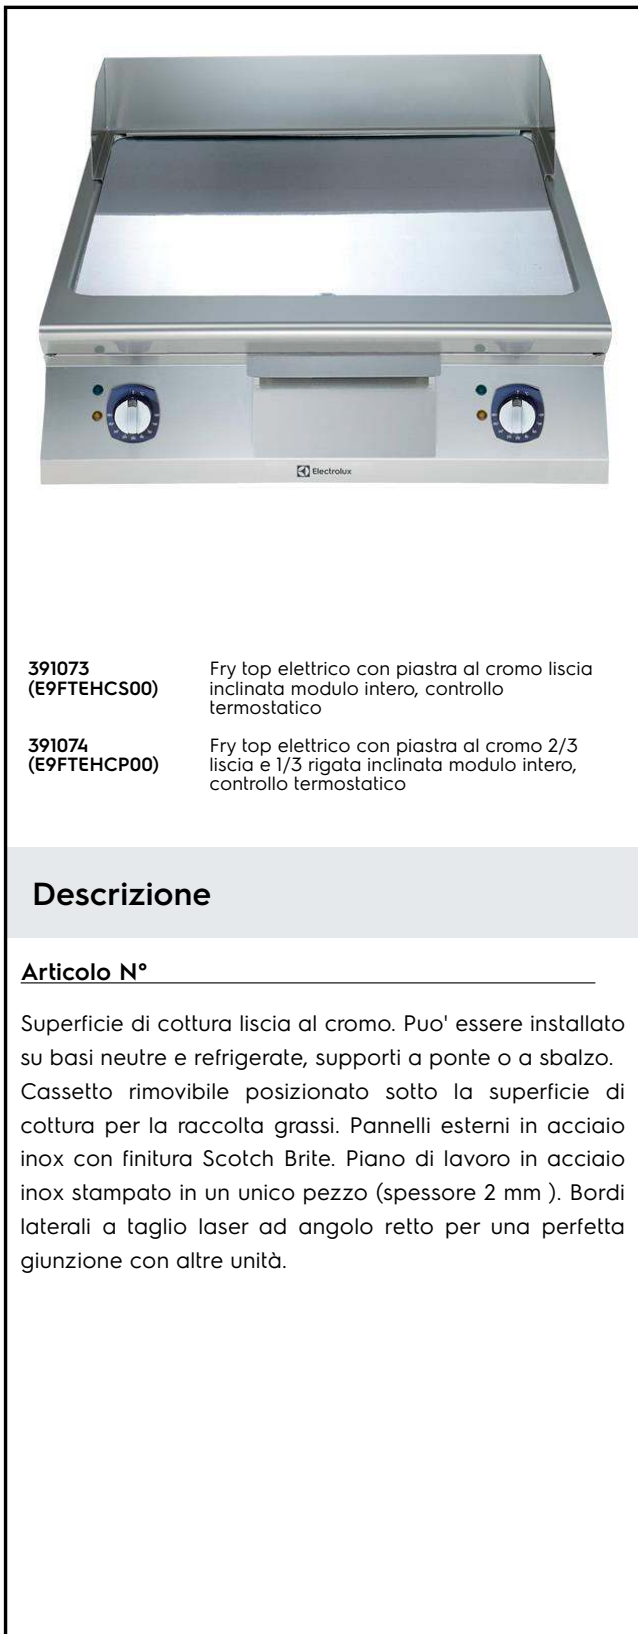 Electrolux
391073 Fry top elettrico con piastra al cromo liscia
(E9FTEHCS00) inclinata modulo intero, controllo
termostatico
391074 Fry top elettrico con piastra al cromo 2/3
(E9FTEHCP00) liscia e 1/3 rigata inclinata modulo intero,
controllo termostatico
Descrizione
Articolo N°
Superficie di cottura liscia al cromo. Puo' essere installato
su basi neutre e refrigerate, supporti a ponte o a sbalzo.
Cassetto rimovibile posizionato sotto la superficie di
cottura per la raccolta grassi. Pannelli esterni in acciaio
inox con finitura Scotch Brite. Piano di lavoro in acciaio
inox stampato in un unico pezzo (spessore 2 mm ). Bordi
laterali a taglio laser ad angolo retto per una perfetta
giunzione con altre unità.